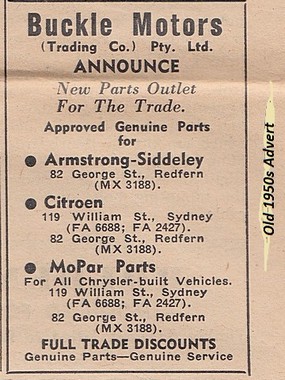 Buckle Motors
(Trading Co.) Pty. Ltd.
ANNOUNCE
New Parts Outlet
For The Trade.
Approved Genuine Parts
for
● Armstrong-Siddeley
82 George St., Redfern
(MX 3188).
● Citroen
119 William St., Sydney
(FA 6688; FA 2427).
82 George St., Redfern
(MX 3188).
● MoPar Parts
For All Chrysler-built Vehicles.
119 William St., Sydney
(FA 6688; FA 2427).
82 George St., Redfern
(MX 3188).
FULL TRADE DISCOUNTS
Genuine Parts—Genuine Service
Old 1950s Advert